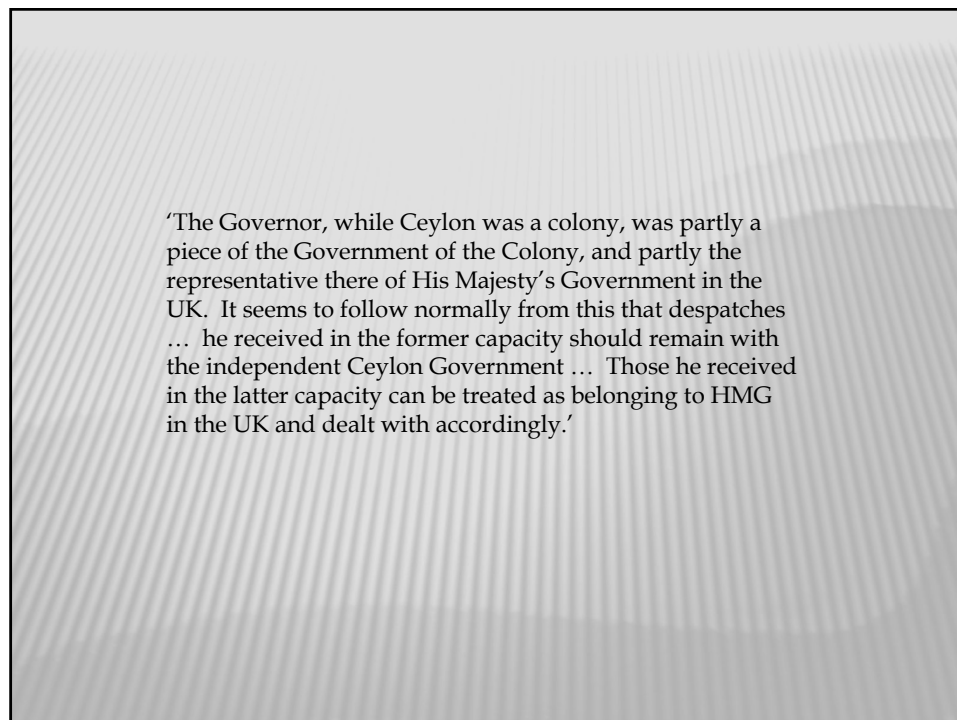 ‘The Governor, while Ceylon was a colony, was partly a
piece of the Government of the Colony, and partly the
representative there of His Majesty’s Government in the
UK.  It seems to follow normally from this that despatches
…  he received in the former capacity should remain with
the independent Ceylon Government …  Those he received
in the latter capacity can be treated as belonging to HMG
in the UK and dealt with accordingly.’